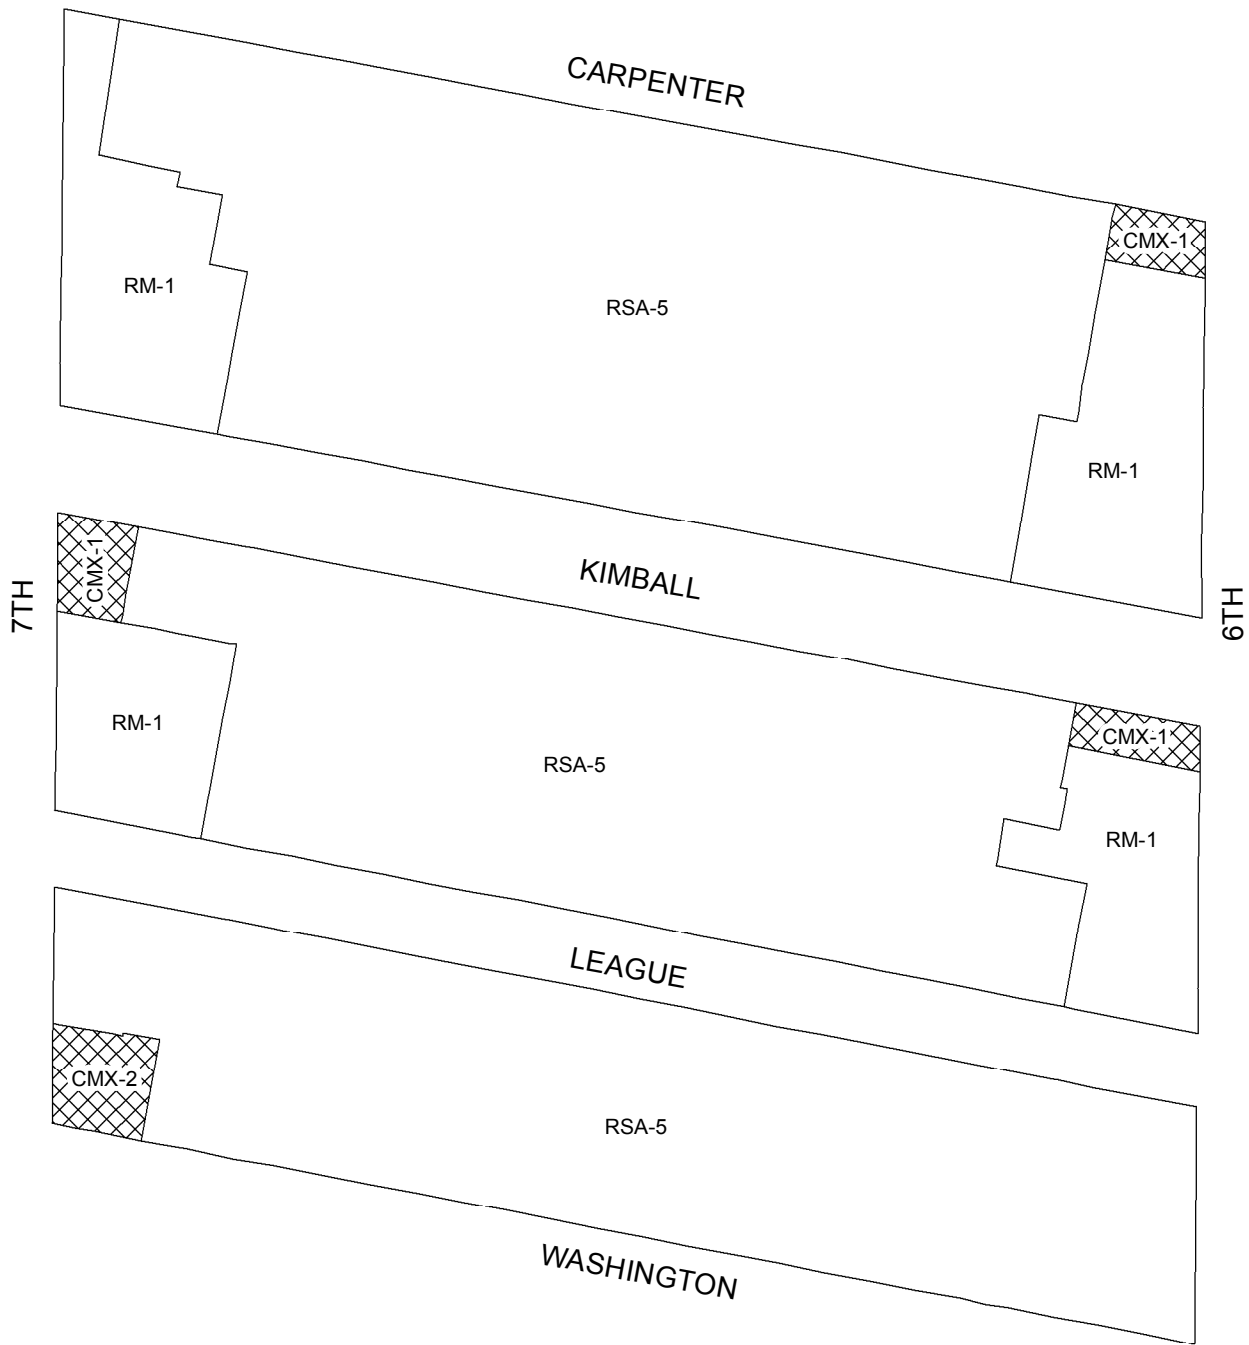 CARPENTER
CMX-1
RM-1
RSA-5
RM-1
CMX-1
KIMBALL
7TH
6TH
RM-1
CMX-1
RSA-5
RM-1
LEAGUE
CMX-2
RSA-5
WASHINGTON